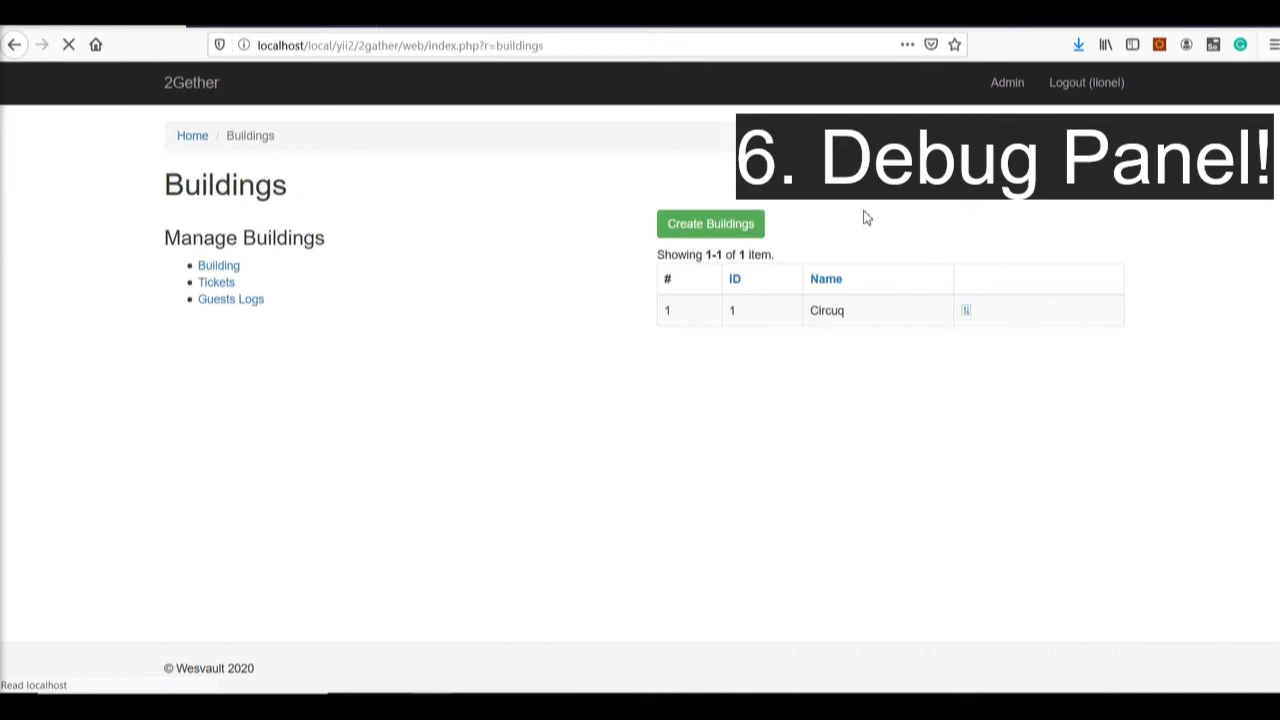 localhost/local/yii2/2gather/web/index.php?r=buildings
2Gether
Admin
Logout (lionel)
Home / Buildings
6. Debug Panel!
Buildings
Create Buildings
Manage Buildings
Showing 1-1 of 1 item.
Building
Tickets
Guests Logs
# ID Name
1 1 Circuq
© Wesvault 2020
Read localhost